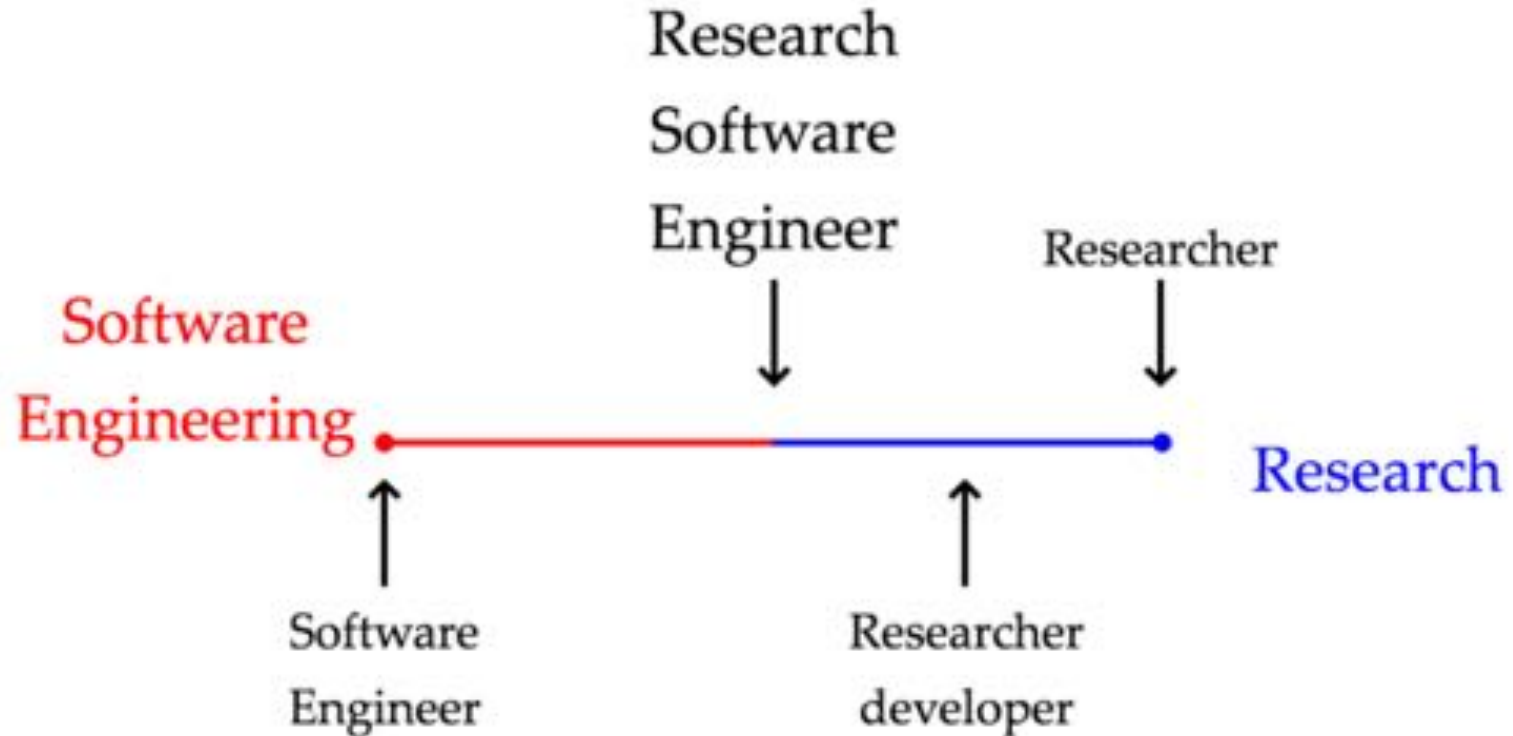 Research
Software
Engineer
Researcher
Software
Engineering
Research
Software
Engineer
Researcher
developer